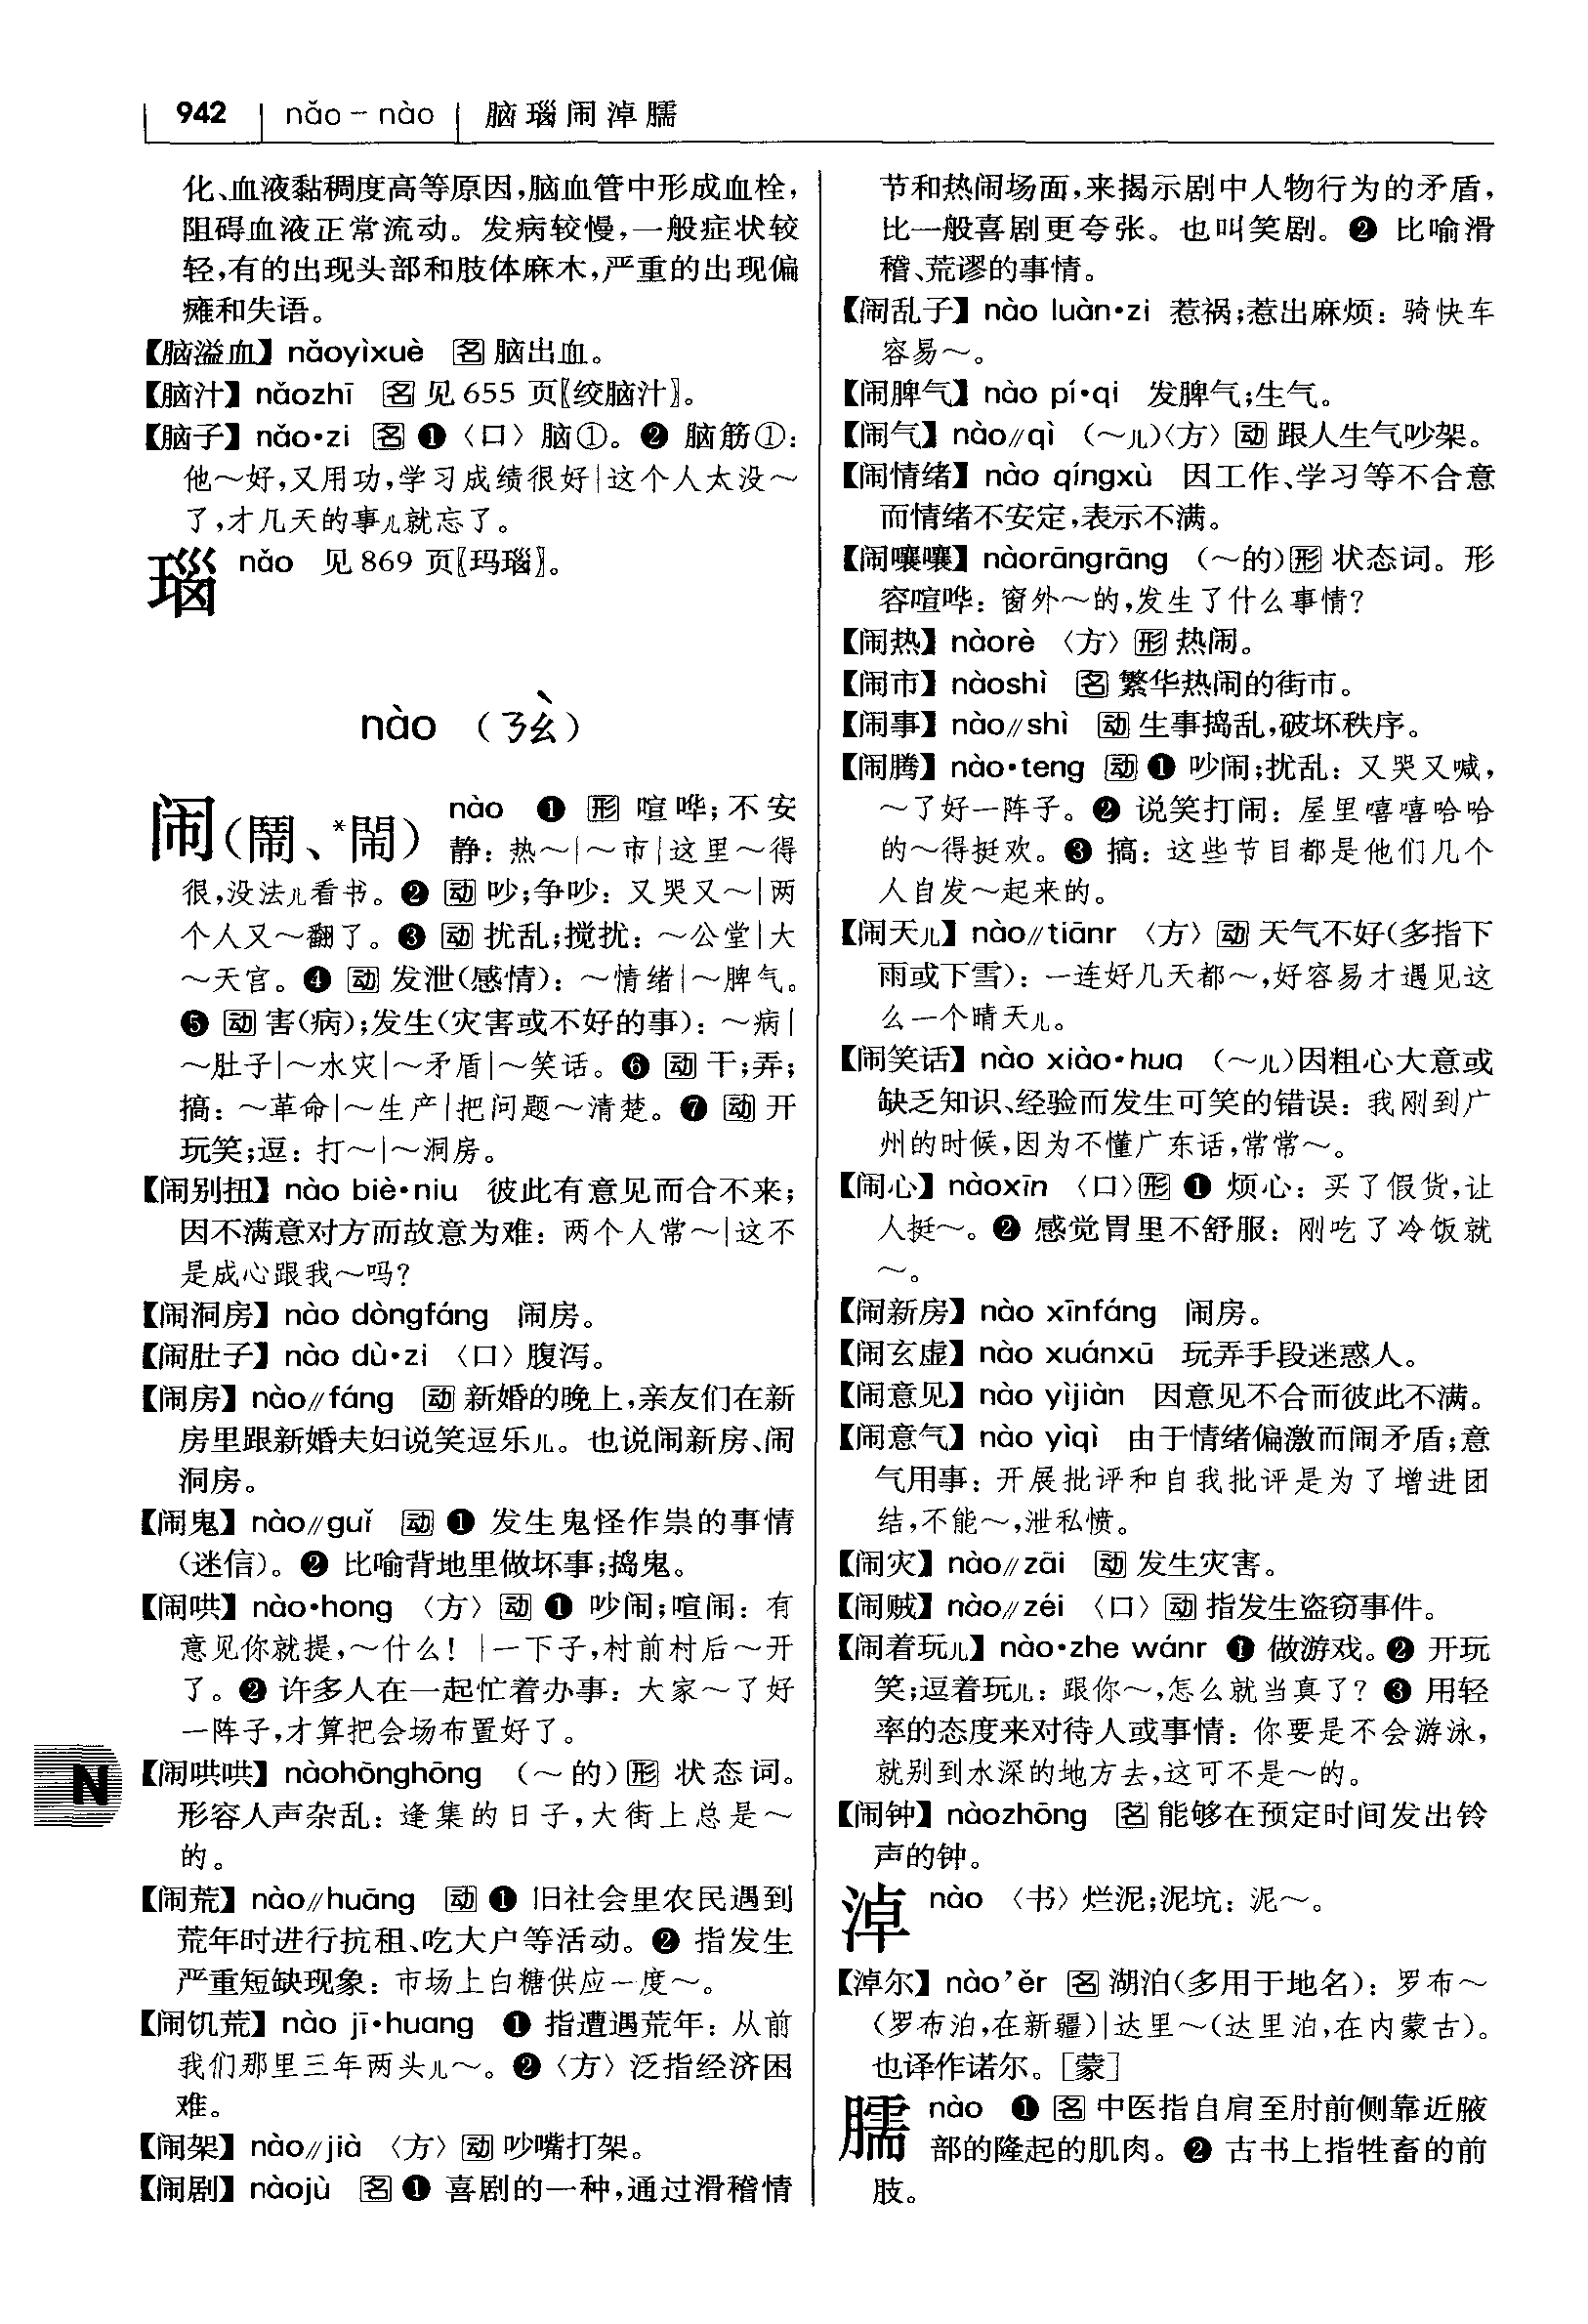 942 nǎo－nào 脑瑙闹淖臑
化、血液黏稠度高等原因,脑血管中形成血栓,
阻碍血液正常流动。发病较慢,一般症状较
轻,有的出现头部和肢体麻木,严重的出现偏
瘫和失语。
【脑溢血】nǎoyìxuè 名 脑出血。
【脑汁】nǎozhī 名 见 655 页〖绞脑汁〗。
【脑子】nǎo•zi 名 ❶〈口〉脑①。❷ 脑筋①:
他～好,又用功,学习成绩很好|这个人太没～
了,才几天的事儿就忘了。
瑙 nǎo 见 869 页〖玛瑙〗。
nào （ㄋㄠˋ）
闹(鬧、*閙) nào ❶ 形 喧哗;不安
静: 热～|～市|这里～得
很,没法儿看书。❷ 动 吵;争吵: 又哭又～|两
个人又～翻了。❸ 动 扰乱;搅扰: ～公堂|大
～天宫。❹ 动 发泄(感情): ～情绪|～脾气。
❺ 动 害(病);发生(灾害或不好的事): ～病|
～肚子|～水灾|～矛盾|～笑话。❻ 动 干;弄;
搞: ～革命|～生产|把问题～清楚。❼ 动 开
玩笑;逗: 打～|～洞房。
【闹别扭】nào biè•niu 彼此有意见而合不来;
因不满意对方而故意为难: 两个人常～|这不
是成心跟我～吗?
【闹洞房】nào dòngfáng 闹房。
【闹肚子】nào dù•zi 〈口〉腹泻。
【闹房】nào∥fáng 动 新婚的晚上,亲友们在新
房里跟新婚夫妇说笑逗乐儿。也说闹新房、闹
洞房。
【闹鬼】nào∥guǐ 动 ❶ 发生鬼怪作祟的事情
(迷信)。❷ 比喻背地里做坏事;捣鬼。
【闹哄】nào•hong 〈方〉动 ❶ 吵闹;喧闹: 有
意见你就提,～什么! |一下子,村前村后～开
了。❷ 许多人在一起忙着办事: 大家～了好
一阵子,才算把会场布置好了。
【闹哄哄】nàohōnghōng (～的)形 状态词。
形容人声杂乱: 逢集的日子,大街上总是～
的。
【闹荒】nào∥huāng 动 ❶ 旧社会里农民遇到
荒年时进行抗租、吃大户等活动。❷ 指发生
严重短缺现象: 市场上白糖供应一度～。
【闹饥荒】nào jī•huang ❶ 指遭遇荒年: 从前
我们那里三年两头儿～。❷〈方〉泛指经济困
难。
【闹架】nào∥jià 〈方〉动 吵嘴打架。
【闹剧】nàojù 名 ❶ 喜剧的一种,通过滑稽情
N
节和热闹场面,来揭示剧中人物行为的矛盾,
比一般喜剧更夸张。也叫笑剧。❷ 比喻滑
稽、荒谬的事情。
【闹乱子】nào luàn•zi 惹祸;惹出麻烦: 骑快车
容易～。
【闹脾气】nào pí•qi 发脾气;生气。
【闹气】nào∥qì (～儿)〈方〉动 跟人生气吵架。
【闹情绪】nào qíngxù 因工作、学习等不合意
而情绪不安定,表示不满。
【闹嚷嚷】nàorāngrāng (～的)形 状态词。形
容喧哗: 窗外～的,发生了什么事情?
【闹热】nàorè 〈方〉形 热闹。
【闹市】nàoshì 名 繁华热闹的街市。
【闹事】nào∥shì 动 生事捣乱,破坏秩序。
【闹腾】nào•teng 动 ❶ 吵闹;扰乱: 又哭又喊,
～了好一阵子。❷ 说笑打闹: 屋里嘻嘻哈哈
的～得挺欢。❸ 搞: 这些节目都是他们几个
人自发～起来的。
【闹天儿】nào∥tiānr 〈方〉动 天气不好(多指下
雨或下雪): 一连好几天都～,好容易才遇见这
么一个晴天儿。
【闹笑话】nào xiào•hua (～儿)因粗心大意或
缺乏知识、经验而发生可笑的错误: 我刚到广
州的时候,因为不懂广东话,常常～。
【闹心】nàoxīn 〈口〉形 ❶ 烦心: 买了假货,让
人挺～。❷ 感觉胃里不舒服: 刚吃了冷饭就
～。
【闹新房】nào xīnfáng 闹房。
【闹玄虚】nào xuánxū 玩弄手段迷惑人。
【闹意见】nào yìjiàn 因意见不合而彼此不满。
【闹意气】nào yìqì 由于情绪偏激而闹矛盾;意
气用事: 开展批评和自我批评是为了增进团
结,不能～,泄私愤。
【闹灾】nào∥zāi 动 发生灾害。
【闹贼】nào∥zéi 〈口〉动 指发生盗窃事件。
【闹着玩儿】nào•zhe wánr ❶ 做游戏。❷ 开玩
笑;逗着玩儿: 跟你～,怎么就当真了? ❸ 用轻
率的态度来对待人或事情: 你要是不会游泳,
就别到水深的地方去,这可不是～的。
【闹钟】nàozhōng 名 能够在预定时间发出铃
声的钟。
淖 nào 〈书〉烂泥;泥坑: 泥～。
【淖尔】nào'ěr 名 湖泊(多用于地名): 罗布～
(罗布泊,在新疆)|达里～(达里泊,在内蒙古)。
也译作诺尔。[蒙]
臑 nào ❶ 名 中医指自肩至肘前侧靠近腋
部的隆起的肌肉。❷ 古书上指牲畜的前
肢。